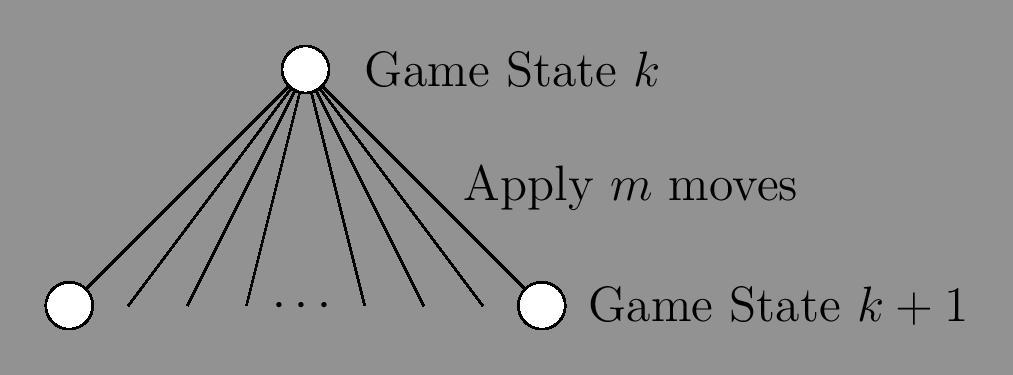 Game State k
Apply m moves
...
Game State k + 1